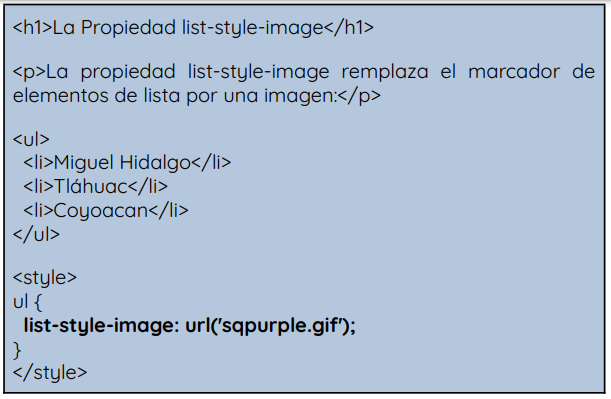 <h1>La Propiedad list-style-image</h1>
<p>La propiedad list-style-image remplaza el marcador de
elementos de lista por una imagen:</p>
<ul>
<li>Miguel Hidalgo</li>
<li>Tláhuac</li>
<li>Coyoacan</li>
</ul>
<style>
ul {
list-style-image: url('sqpurple.gif');
}
</style>